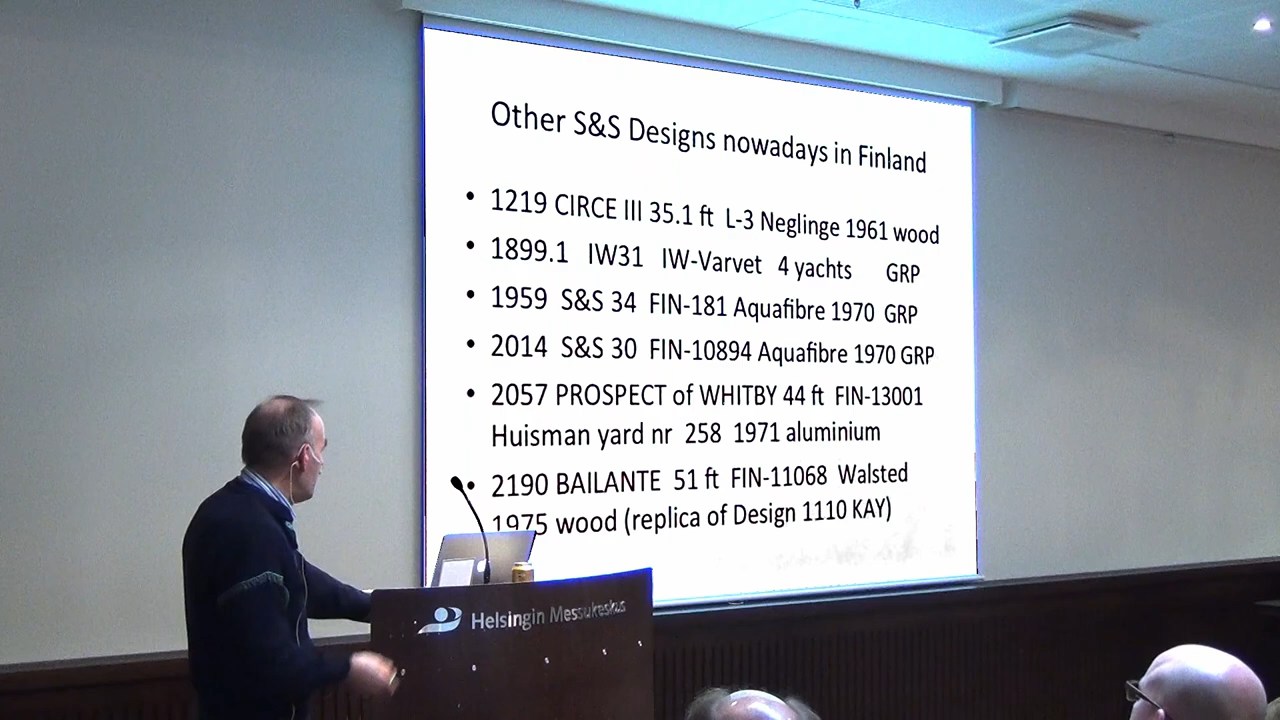 Other S&S Designs nowadays in Finland
• 1219 CIRCE III 35.1 ft L-3 Neglinge 1961 wood
• 1899.1 IW31 IW-Varvet 4 yachts GRP
• 1959 S&S 34 FIN-181 Aquafibre 1970 GRP
• 2014 S&S 30 FIN-10894 Aquafibre 1970 GRP
• 2057 PROSPECT of WHITBY 44 ft FIN-13001
Huisman yard nr 258 1971 aluminium
• 2190 BAILANTE 51 ft FIN-11068 Walsted
1975 wood (replica of Design 1110 KAY)
Helsingin Messukeskus